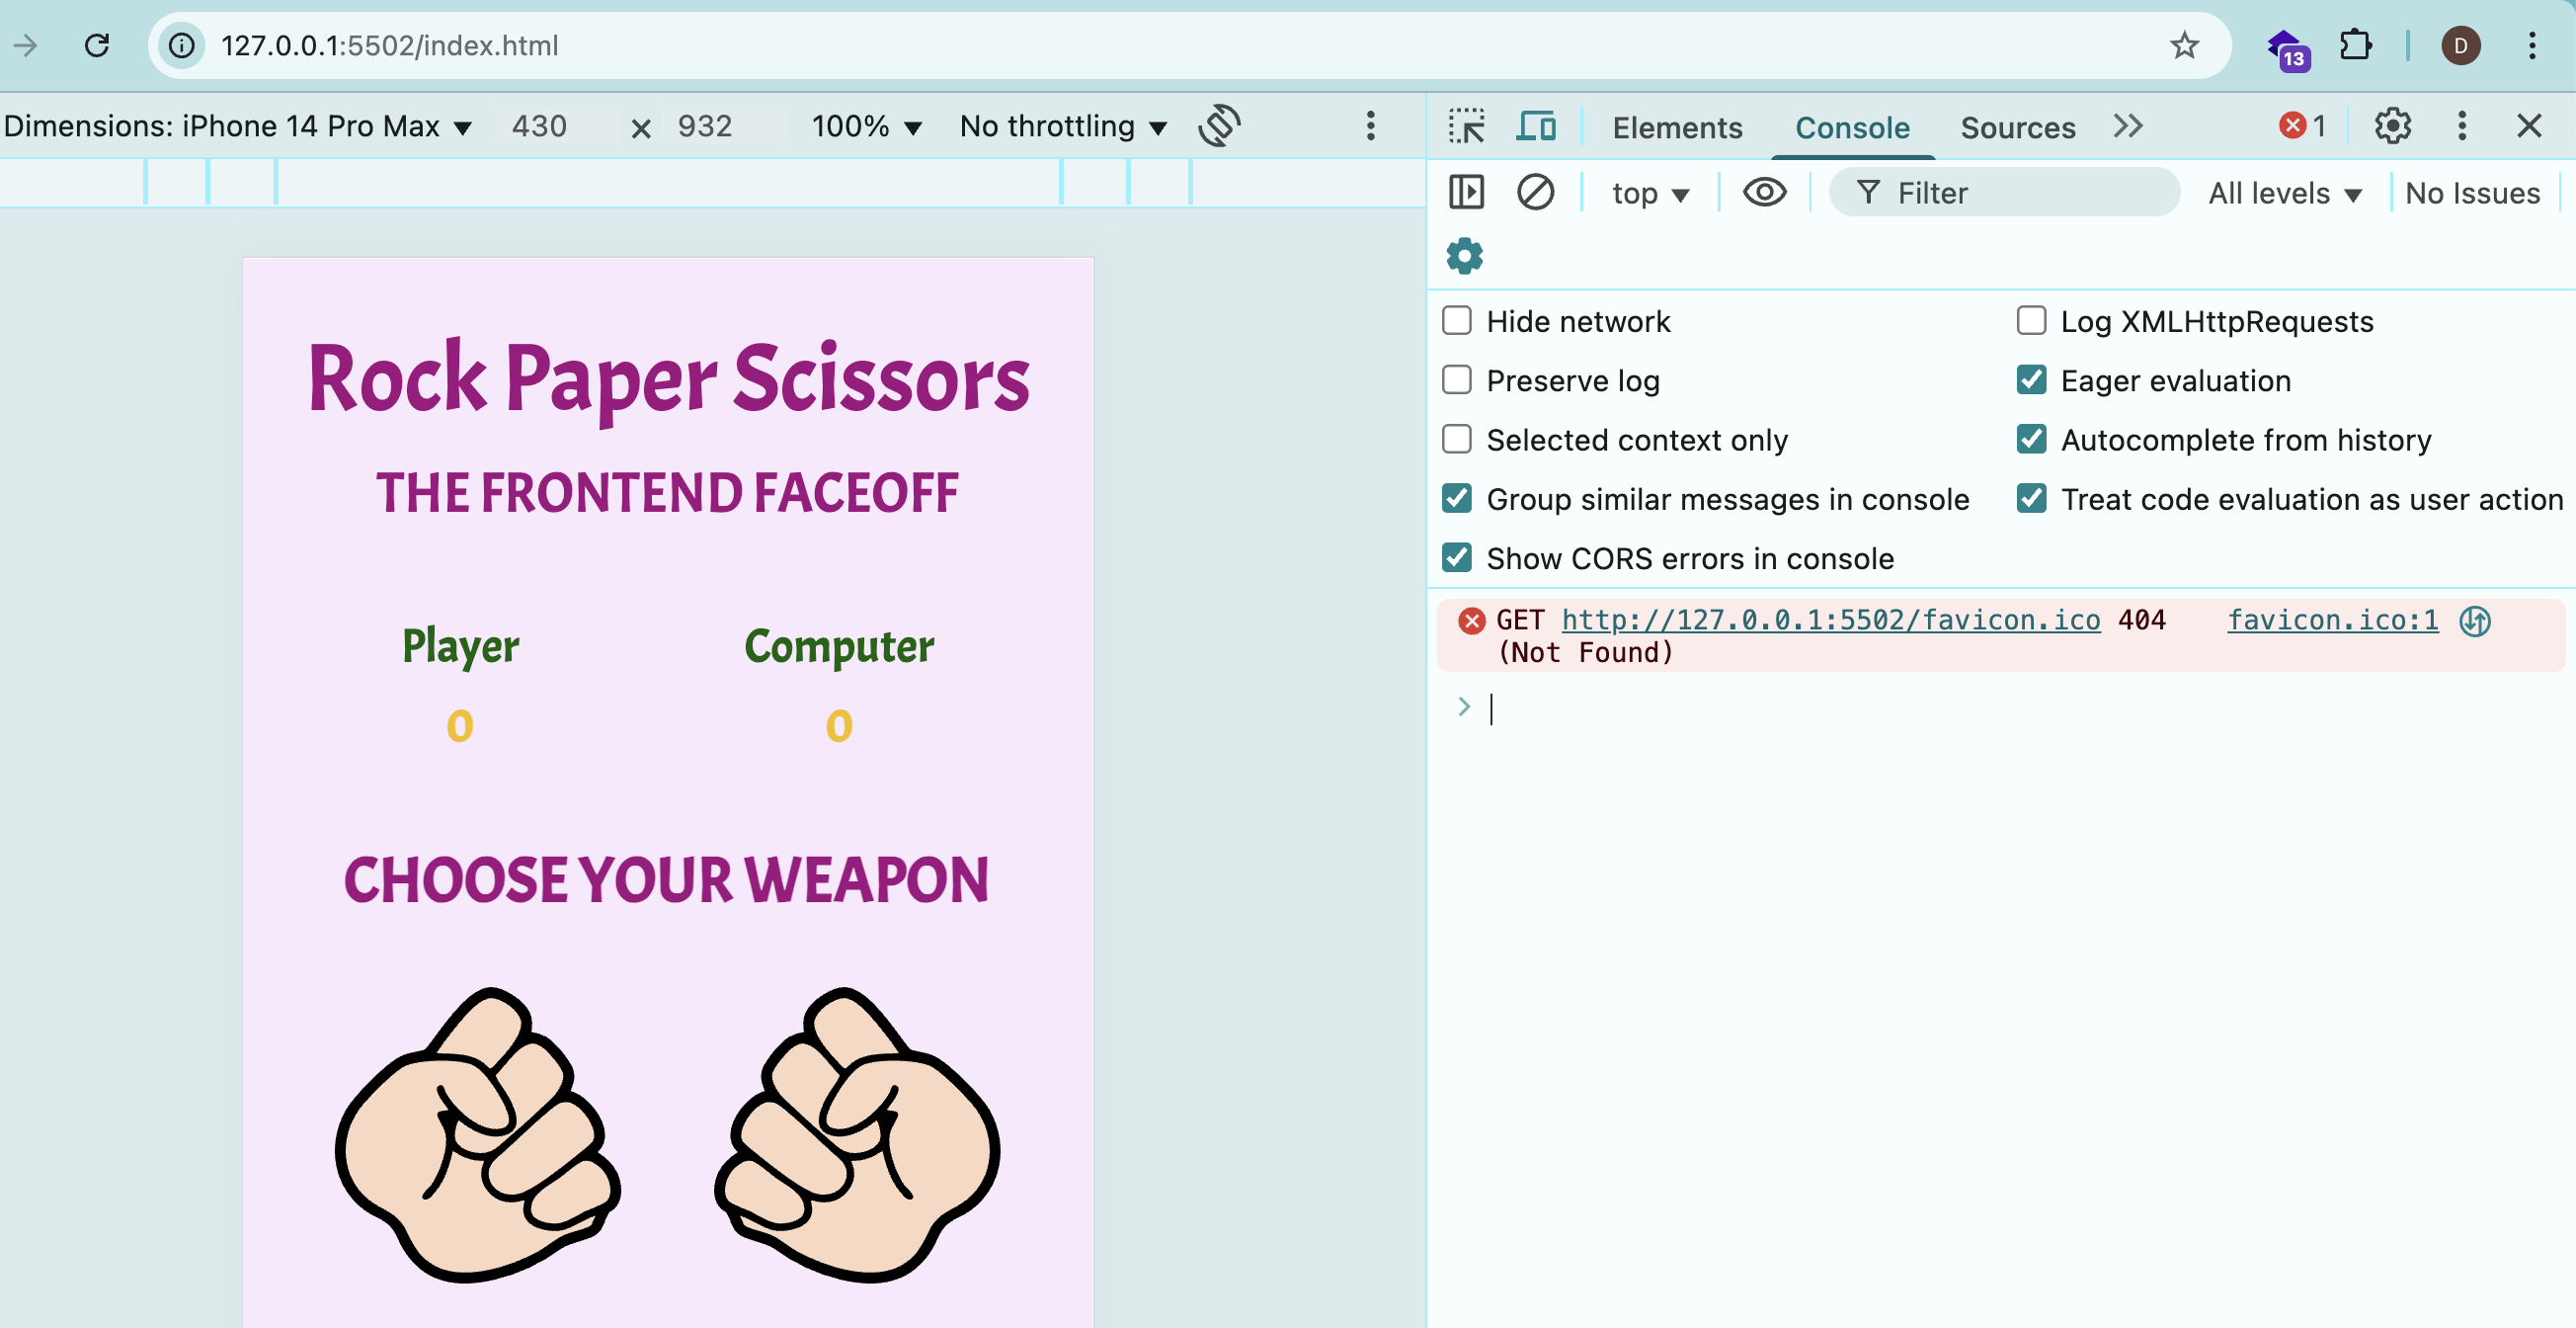 127.0.0.1:5502/index.html
13
D
Dimensions: iPhone 14 Pro Max ▼ 430 × 932 100% ▼ No throttling ▼
Elements Console Sources 1
top ▼ Filter All levels ▼ No Issues
Hide network Log XMLHttpRequests
Preserve log Eager evaluation
Selected context only Autocomplete from history
Group similar messages in console Treat code evaluation as user action
Show CORS errors in console
GET http://127.0.0.1:5502/favicon.ico 404 favicon.ico:1
(Not Found)
Rock Paper Scissors
THE FRONTEND FACEOFF
Player Computer
0 0
CHOOSE YOUR WEAPON